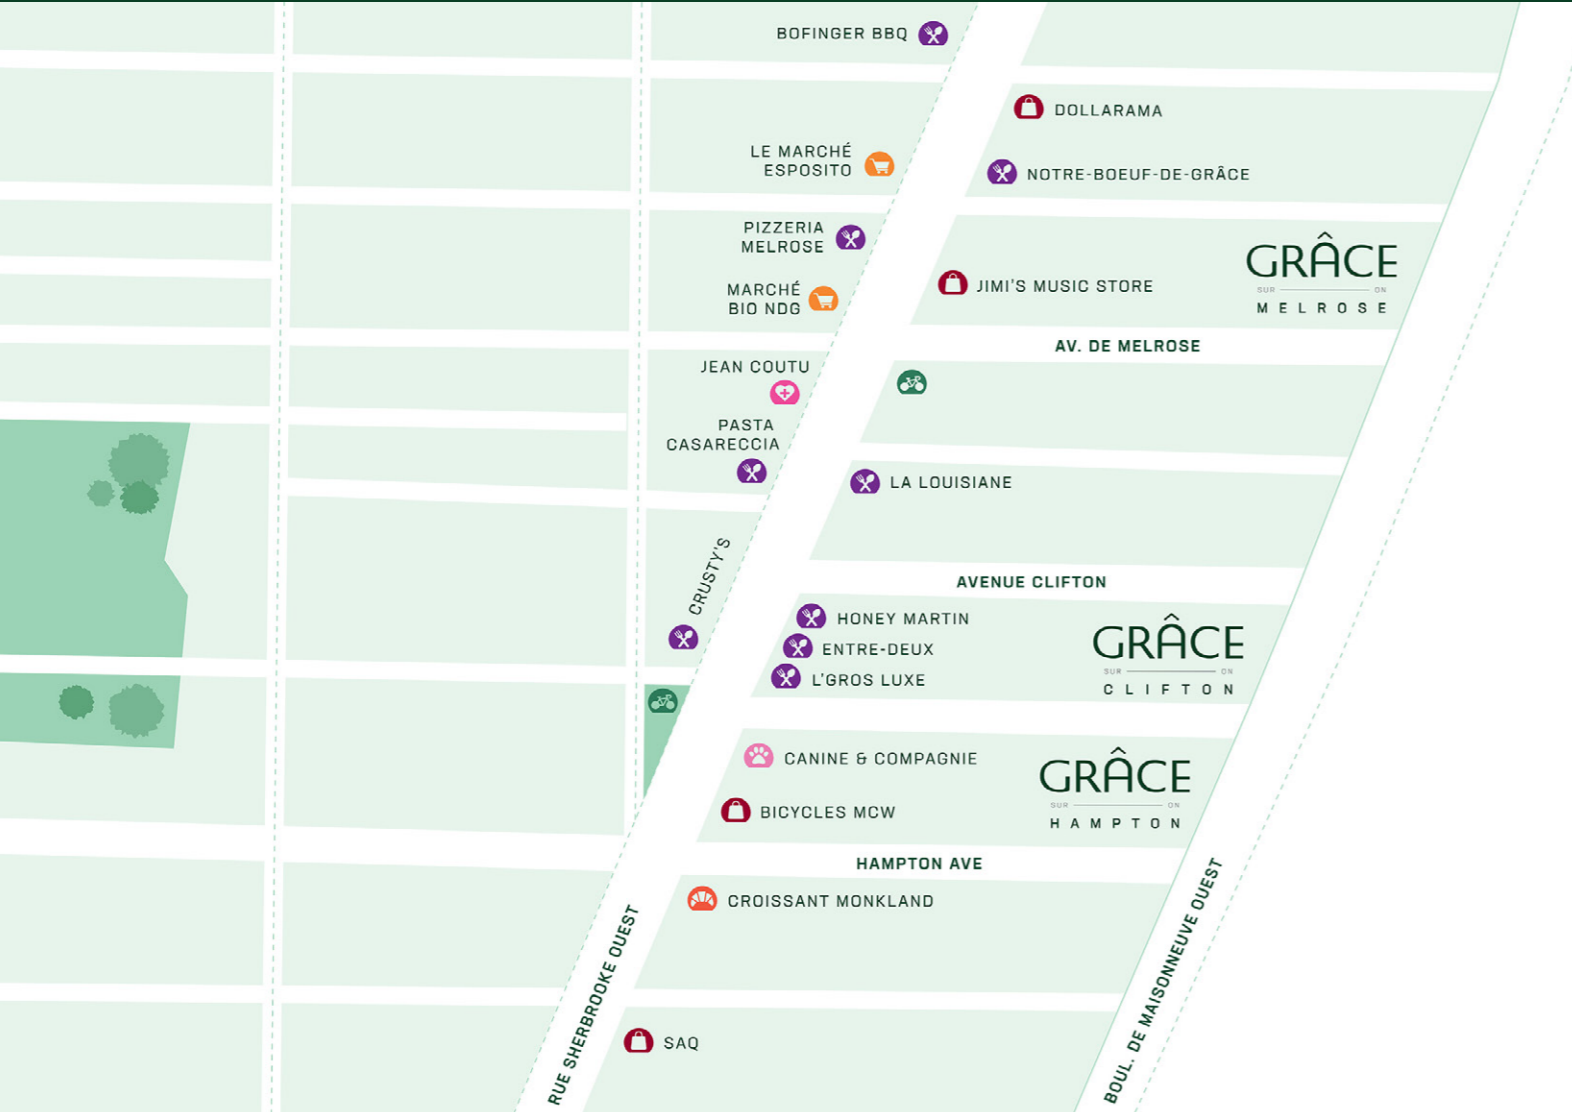 BOFINGER BBQ
DOLLARAMA
LE MARCHÉ
ESPOSITO
NOTRE-BOEUF-DE-GRÂCE
PIZZERIA
MELROSE
GRÂCE
SUR ON
MELROSE
MARCHÉ
BIO NDG
JIMI'S MUSIC STORE
AV. DE MELROSE
JEAN COUTU
PASTA
CASARECCIA
LA LOUISIANE
CRUSTY'S
AVENUE CLIFTON
HONEY MARTIN
ENTRE-DEUX
L'GROS LUXE
GRÂCE
SUR ON
CLIFTON
CANINE & COMPAGNIE
BICYCLES MCW
GRÂCE
SUR ON
HAMPTON
HAMPTON AVE
CROISSANT MONKLAND
RUE SHERBROOKE OUEST
BOUL. DE MAISONNEUVE OUEST
SAQ